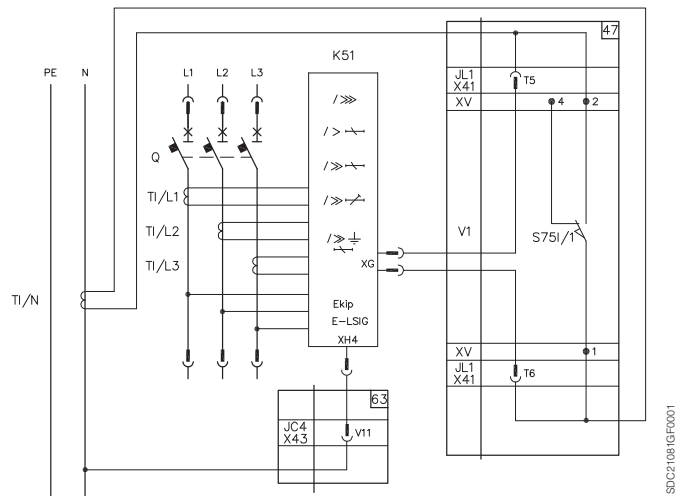 47
K51
PE N L1 L2 L3
JL1
X41 T5
XV 4 2
Q
TI/L1
TI/L2
TI/L3
V1
S75I/1
XG
TI/N
Ekip
E-LSIG
XH4
XV 1
JL1
X41 T6
63
JC4
X43 V11
SDC21081GF0001